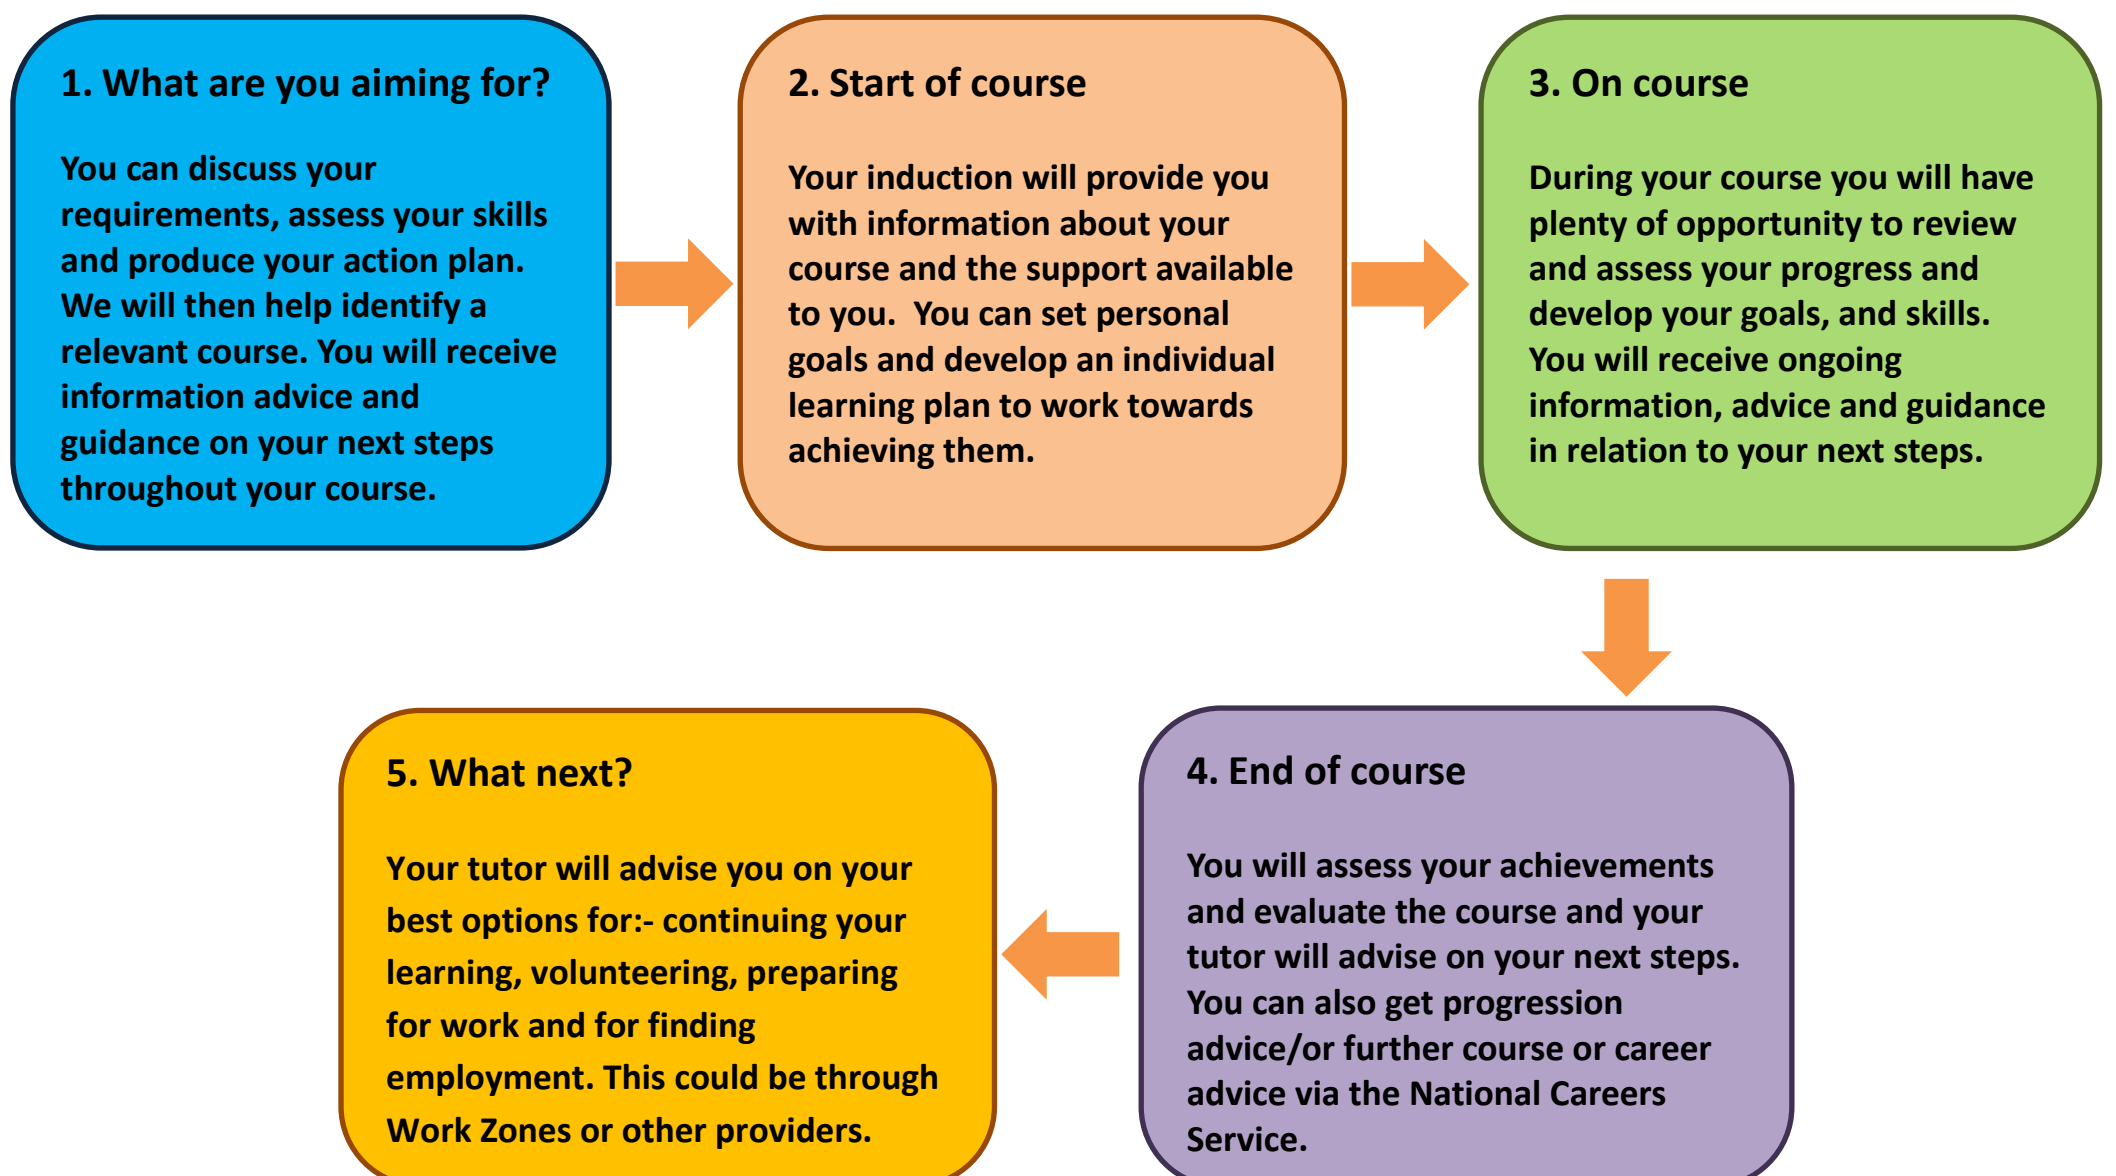 1. What are you aiming for?
You can discuss your
requirements, assess your skills
and produce your action plan.
We will then help identify a
relevant course. You will receive
information advice and
guidance on your next steps
throughout your course.
2. Start of course
Your induction will provide you
with information about your
course and the support available
to you.  You can set personal
goals and develop an individual
learning plan to work towards
achieving them.
3. On course
During your course you will have
plenty of opportunity to review
and assess your progress and
develop your goals, and skills.
You will receive ongoing
information, advice and guidance
in relation to your next steps.
4. End of course
You will assess your achievements
and evaluate the course and your
tutor will advise on your next steps.
You can also get progression
advice/or further course or career
advice via the National Careers
Service.
5. What next?
Your tutor will advise you on your
best options for:- continuing your
learning, volunteering, preparing
for work and for finding
employment. This could be through
Work Zones or other providers.